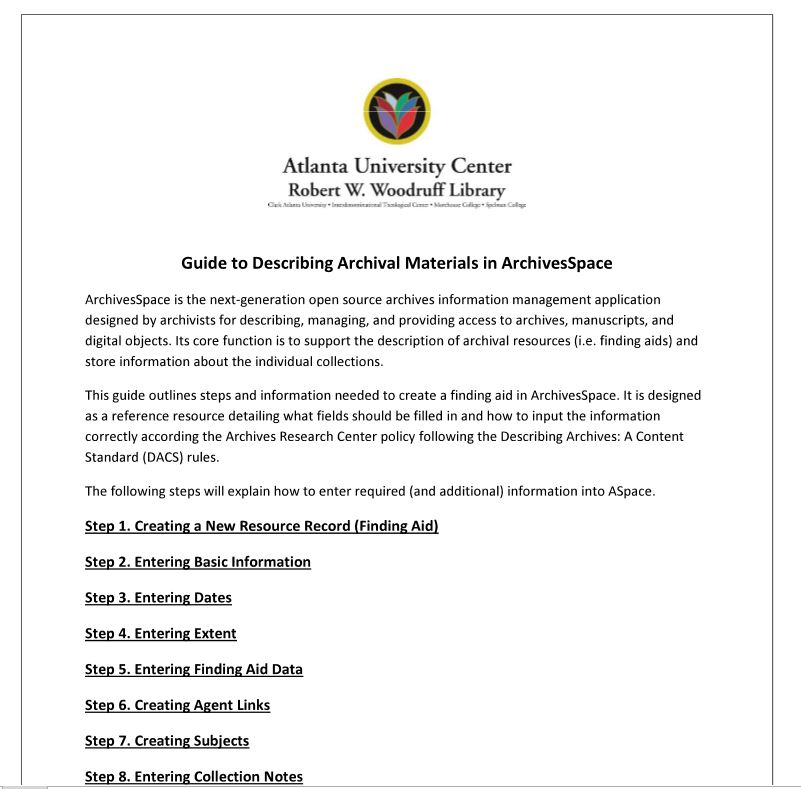 Atlanta University Center
Robert W. Woodruff Library
Clark Atlanta University • Interdenominational Theological Center • Morehouse College • Spelman College
Guide to Describing Archival Materials in ArchivesSpace
ArchivesSpace is the next-generation open source archives information management application
designed by archivists for describing, managing, and providing access to archives, manuscripts, and
digital objects. Its core function is to support the description of archival resources (i.e. finding aids) and
store information about the individual collections.
This guide outlines steps and information needed to create a finding aid in ArchivesSpace. It is designed
as a reference resource detailing what fields should be filled in and how to input the information
correctly according the Archives Research Center policy following the Describing Archives: A Content
Standard (DACS) rules.
The following steps will explain how to enter required (and additional) information into ASpace.
Step 1. Creating a New Resource Record (Finding Aid)
Step 2. Entering Basic Information
Step 3. Entering Dates
Step 4. Entering Extent
Step 5. Entering Finding Aid Data
Step 6. Creating Agent Links
Step 7. Creating Subjects
Step 8. Entering Collection Notes